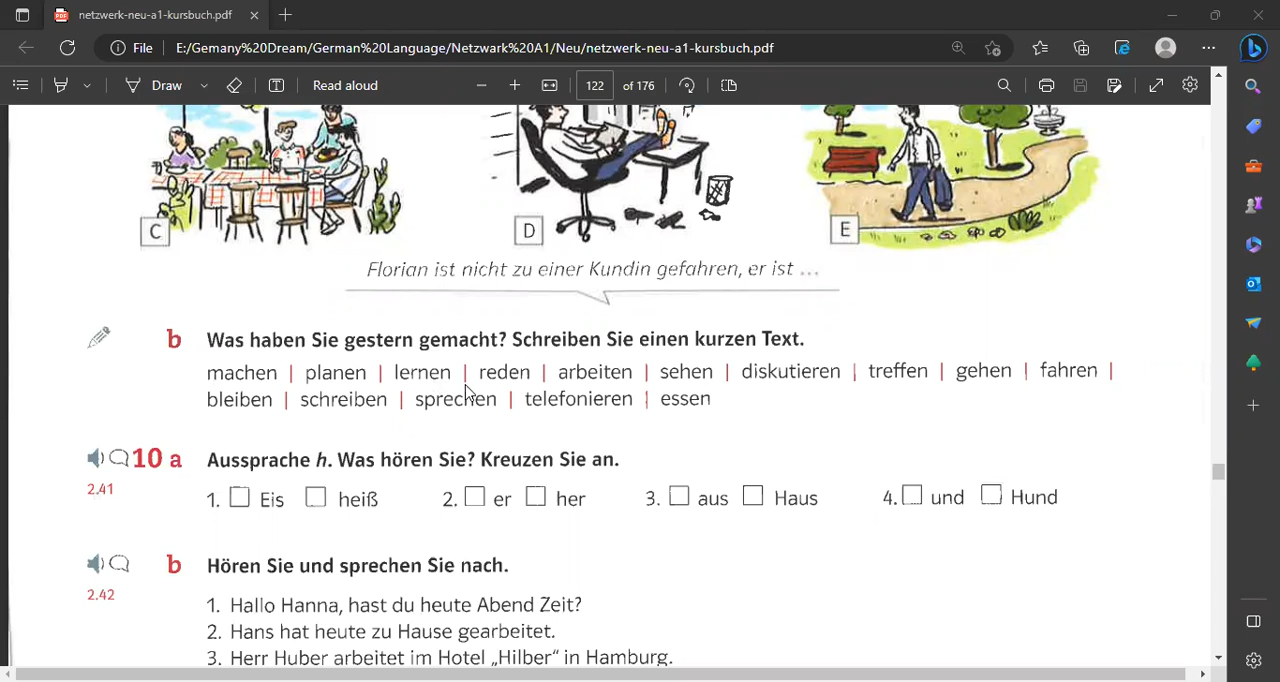 netzwerk-neu-a1-kursbuch.pdf
File E:/Gemany%20Dream/German%20Language/Netzwark%20A1/Neu/netzwerk-neu-a1-kursbuch.pdf
Draw Read aloud 122 of 176
C D E
Florian ist nicht zu einer Kundin gefahren, er ist ...
b Was haben Sie gestern gemacht? Schreiben Sie einen kurzen Text.
machen | planen | lernen | reden | arbeiten | sehen | diskutieren | treffen | gehen | fahren |
bleiben | schreiben | sprechen | telefonieren | essen
10 a Aussprache h. Was hören Sie? Kreuzen Sie an.
2.41
1. Eis heiß 2. er her 3. aus Haus 4. und Hund
b Hören Sie und sprechen Sie nach.
2.42
1. Hallo Hanna, hast du heute Abend Zeit?
2. Hans hat heute zu Hause gearbeitet.
3. Herr Huber arbeitet im Hotel „Hilber“ in Hamburg.